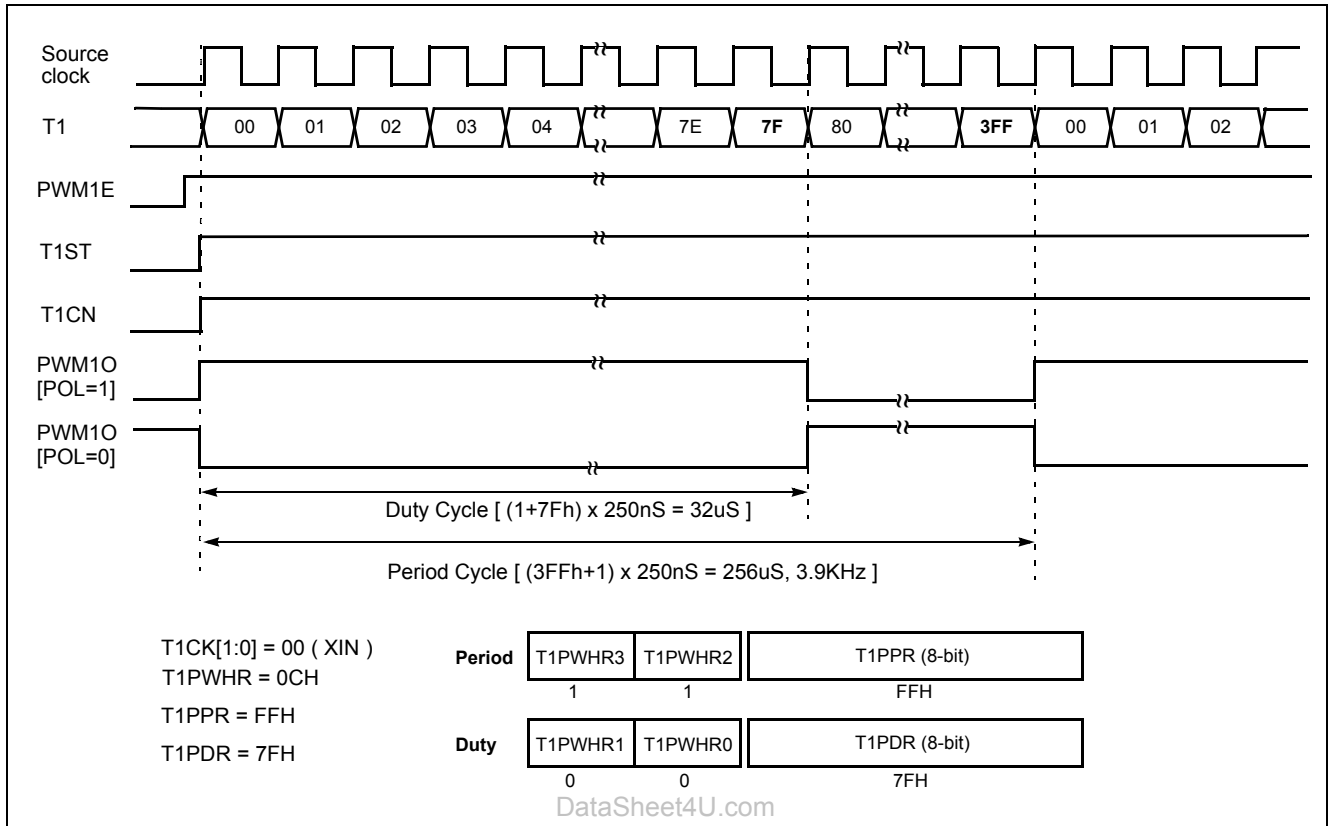 Source
clock
T1
00 01 02 03 04 7E 7F 80 3FF 00 01 02
PWM1E
T1ST
T1CN
PWM1O
[POL=1]
PWM1O
[POL=0]
Duty Cycle [ (1+7Fh) x 250nS = 32uS ]
Period Cycle [ (3FFh+1) x 250nS = 256uS, 3.9KHz ]
T1CK[1:0] = 00 ( XIN )
T1PWHR = 0CH
T1PPR = FFH
T1PDR = 7FH
Period T1PWHR3 T1PWHR2 T1PPR (8-bit)
1 1 FFH
Duty T1PWHR1 T1PWHR0 T1PDR (8-bit)
0 0 7FH
DataSheet4U.com